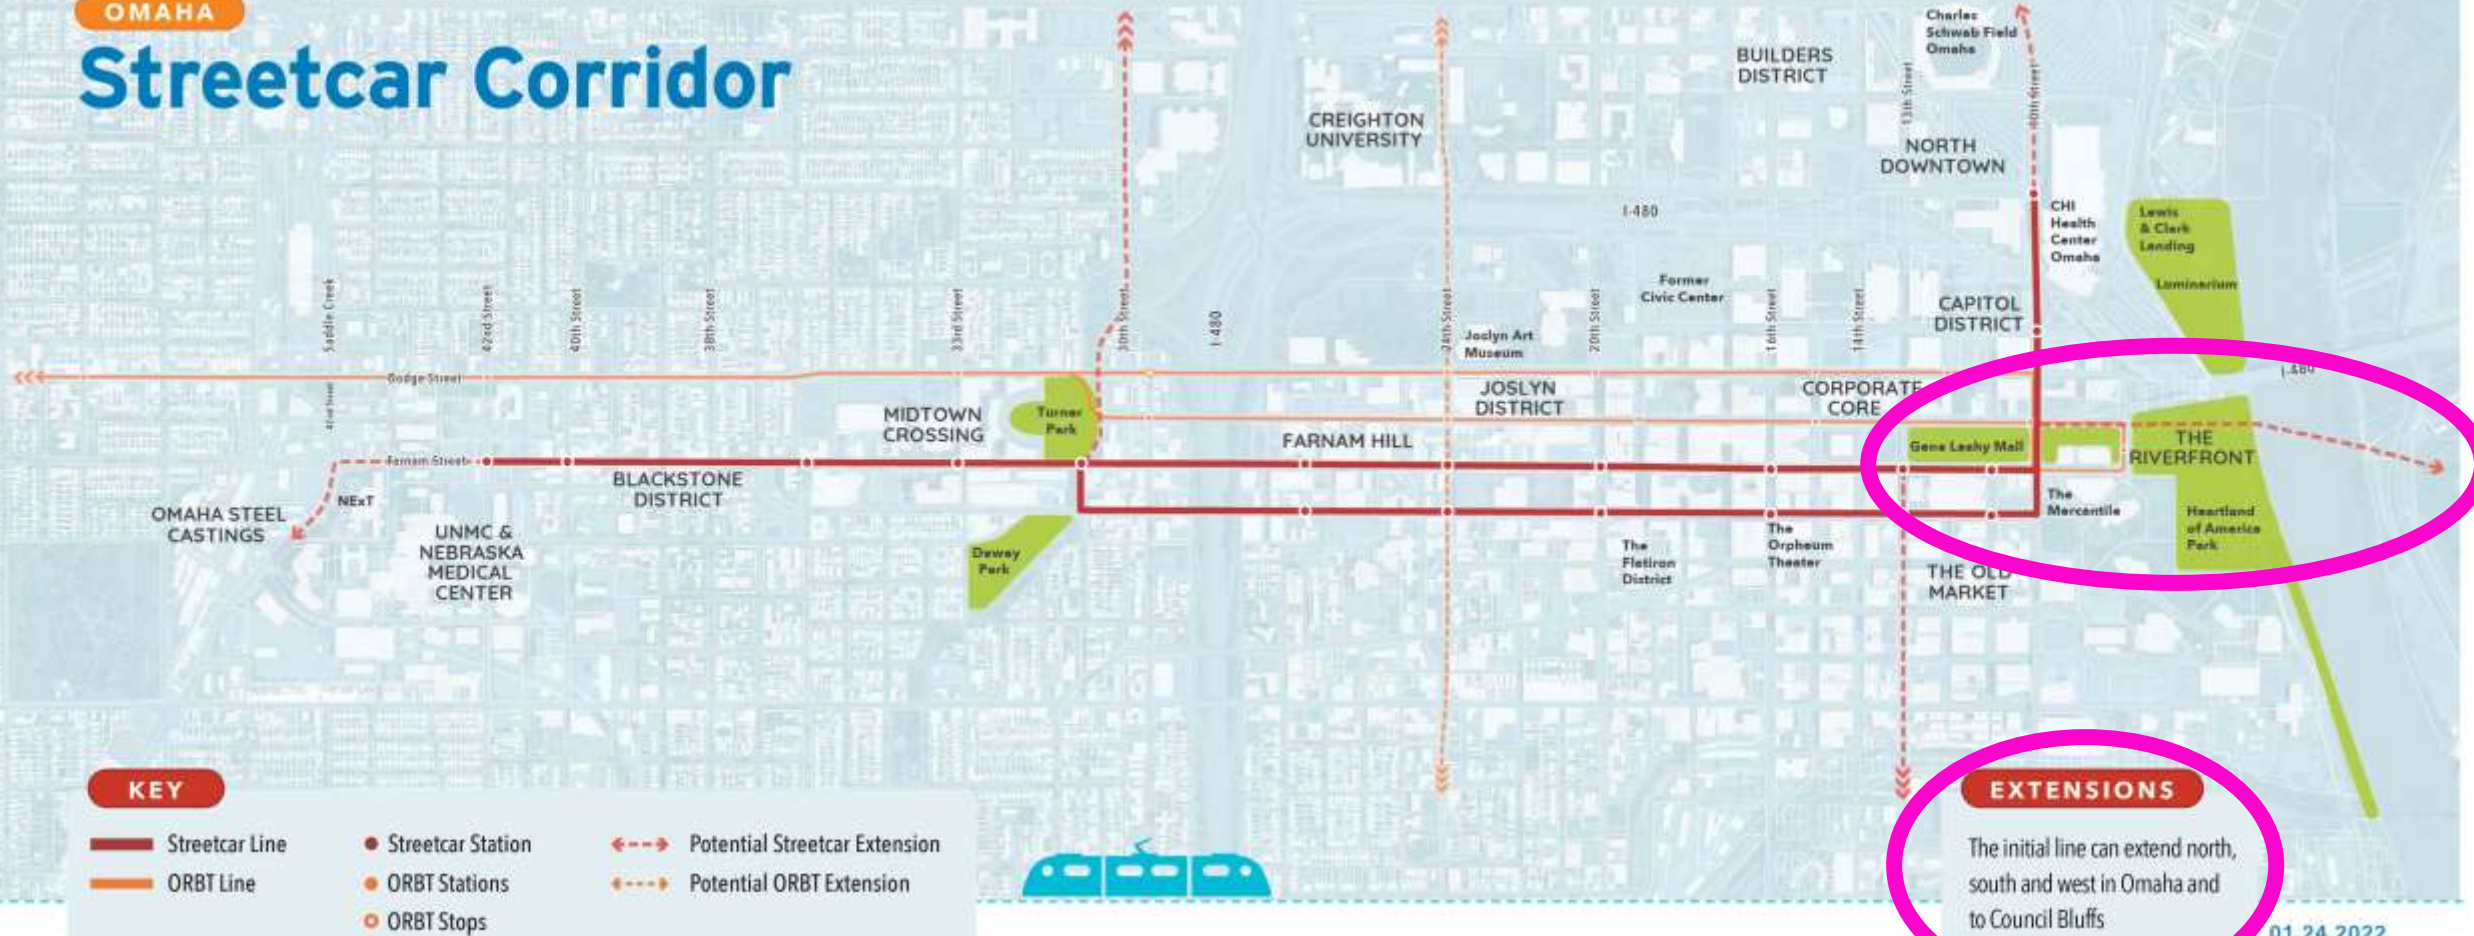 OMAHA
Streetcar Corridor
Charles
Schwab Field
Omaha
BUILDERS
DISTRICT
13th Street
10th Street
CREIGHTON
UNIVERSITY
NORTH
DOWNTOWN
I-480
CHI
Health
Center
Omaha
Lewis
& Clark
Landing
Luminarium
Former
Civic Center
CAPITOL
DISTRICT
Saddle Creek
42nd Street
40th Street
38th Street
33rd Street
30th Street
I-480
24th Street
Joslyn Art
Museum
20th Street
16th Street
14th Street
I-480
Dodge Street
42nd Street
MIDTOWN
CROSSING
Turner
Park
JOSLYN
DISTRICT
CORPORATE
CORE
FARNAM HILL
Gene Leahy Mall
THE
RIVERFRONT
Farnam Street
BLACKSTONE
DISTRICT
NExT
OMAHA STEEL
CASTINGS
UNMC &
NEBRASKA
MEDICAL
CENTER
Dewey
Park
The
Flatiron
District
The
Orpheum
Theater
The
Mercantile
Heartland
of America
Park
THE OLD
MARKET
KEY
Streetcar Line
ORBT Line
Streetcar Station
ORBT Stations
ORBT Stops
Potential Streetcar Extension
Potential ORBT Extension
EXTENSIONS
The initial line can extend north,
south and west in Omaha and
to Council Bluffs
01.24.2022